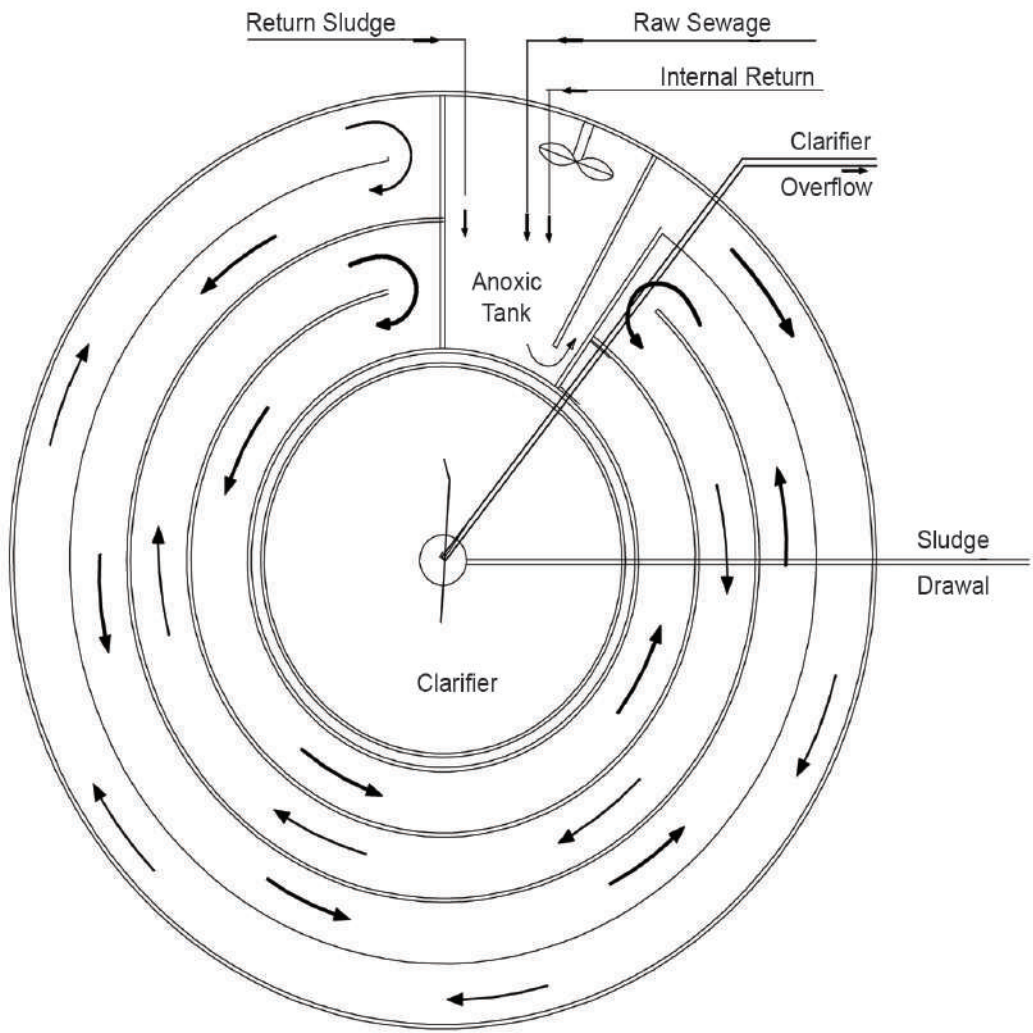 Return Sludge
Raw Sewage
Internal Return
Clarifier
Overflow
Anoxic
Tank
Sludge
Drawal
Clarifier